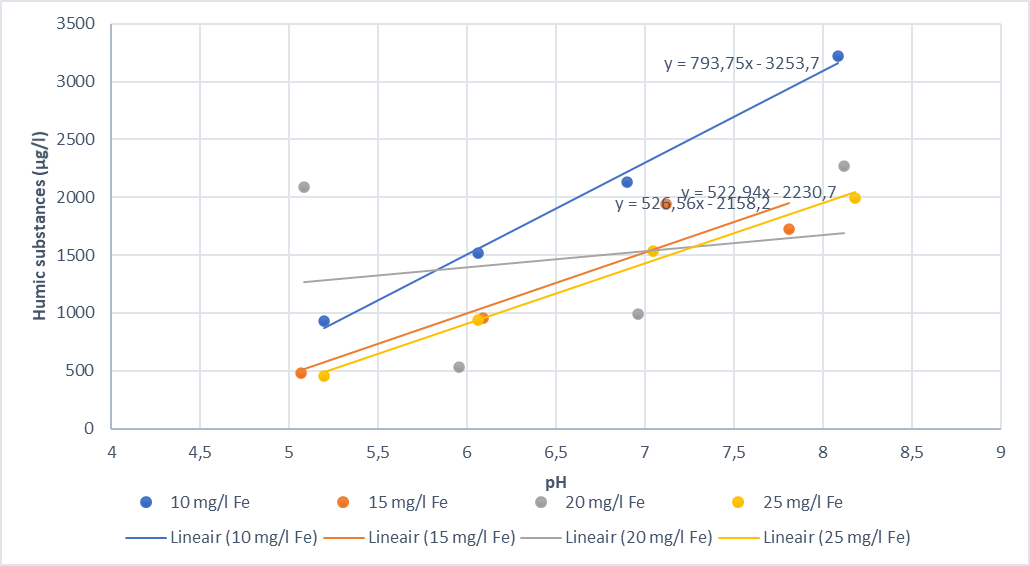 3500
3000
2500
2000
1500
1000
500
0
Humic substances (µg/l)
y = 793,75x - 3253,7
y = 522,94x - 2230,7
y = 526,56x - 2158,2
4 4,5 5 5,5 6 6,5 7 7,5 8 8,5 9
pH
10 mg/l Fe 15 mg/l Fe 20 mg/l Fe 25 mg/l Fe
Lineair (10 mg/l Fe) Lineair (15 mg/l Fe) Lineair (20 mg/l Fe) Lineair (25 mg/l Fe)